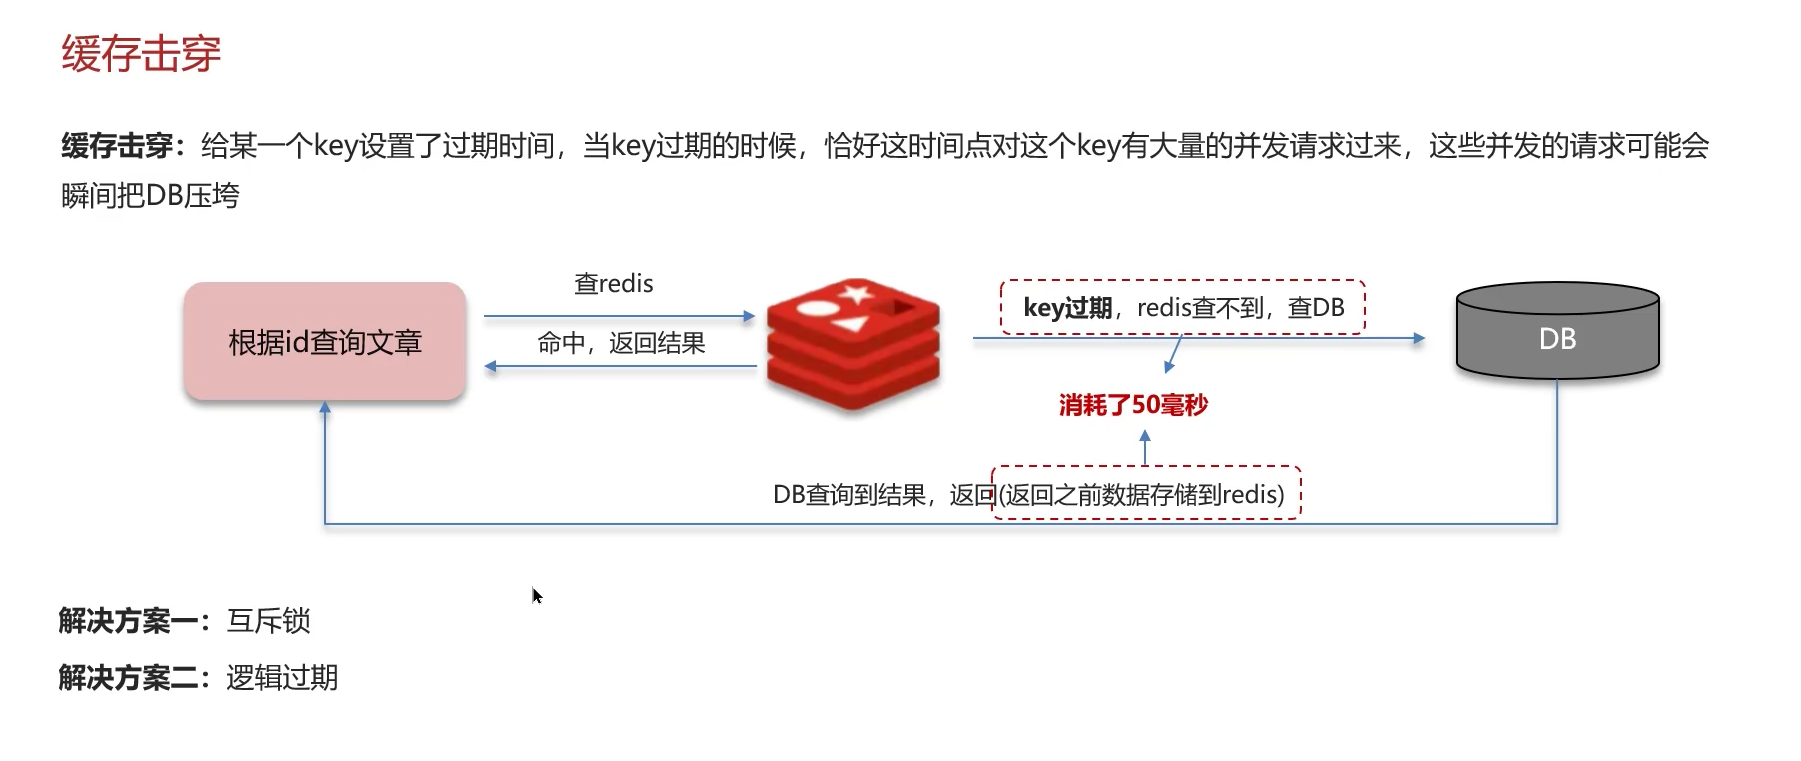 缓存击穿
缓存击穿：给某一个key设置了过期时间，当key过期的时候，恰好这时间点对这个key有大量的并发请求过来，这些并发的请求可能会
瞬间把DB压垮
查redis
key过期，redis查不到，查DB
根据id查询文章
命中，返回结果
DB
消耗了50毫秒
DB查询到结果，返回(返回之前数据存储到redis)
解决方案一：互斥锁
解决方案二：逻辑过期